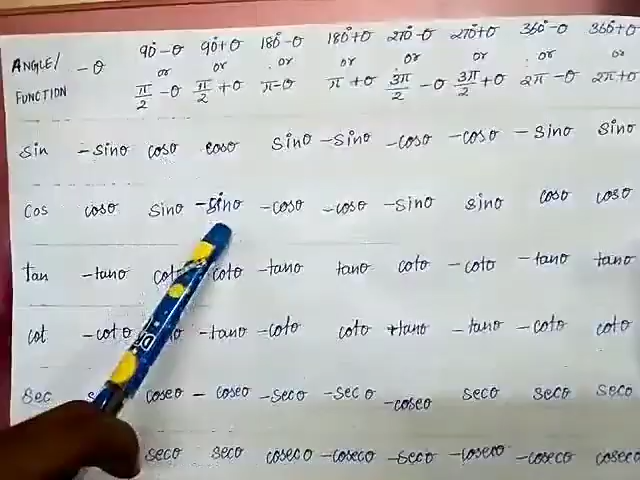 ANGLE/ -θ 90°-θ 90°+θ 180°-θ 180°+θ 270°-θ 270°+θ 360°-θ 360°+θ
or or or or or or or or
FUNCTION π/2 -θ π/2 +θ π-θ π+θ 3π/2 -θ 3π/2 +θ 2π-θ 2π+θ
sin -sinθ cosθ cosθ sinθ -sinθ -cosθ -cosθ -sinθ sinθ
cos cosθ sinθ -sinθ -cosθ -cosθ -sinθ sinθ cosθ cosθ
tan -tanθ cotθ cotθ -tanθ tanθ cotθ -cotθ -tanθ tanθ
cot -cotθ -tanθ -cotθ cotθ +tanθ -tanθ -cotθ cotθ
sec cosecθ -cosecθ -secθ -secθ -cosecθ secθ secθ
secθ secθ cosecθ -cosecθ -secθ -cosecθ cosecθ